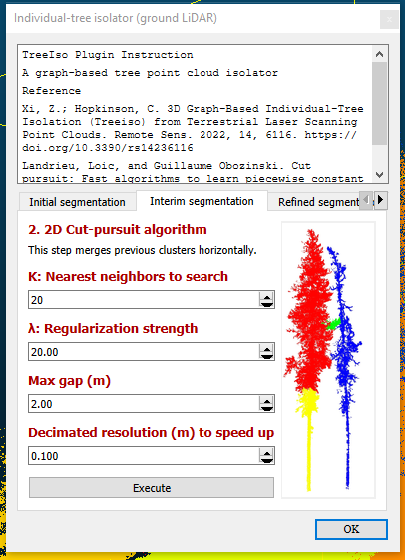 Individual-tree isolator (ground LiDAR)
TreeIso Plugin Instruction
A graph-based tree point cloud isolator
Reference
Xi, Z.; Hopkinson, C. 3D Graph-Based Individual-Tree
Isolation (Treeiso) from Terrestrial Laser Scanning
Point Clouds. Remote Sens. 2022, 14, 6116. https://
doi.org/10.3390/rs14236116
Landrieu, Loic, and Guillaume Obozinski. Cut
pursuit: Fast algorithms to learn piecewise constant
Initial segmentation
Interim segmentation
Refined segment
2. 2D Cut-pursuit algorithm
This step merges previous clusters horizontally.
K: Nearest neighbors to search
20
λ: Regularization strength
20.00
Max gap (m)
2.00
Decimated resolution (m) to speed up
0.100
Execute
OK